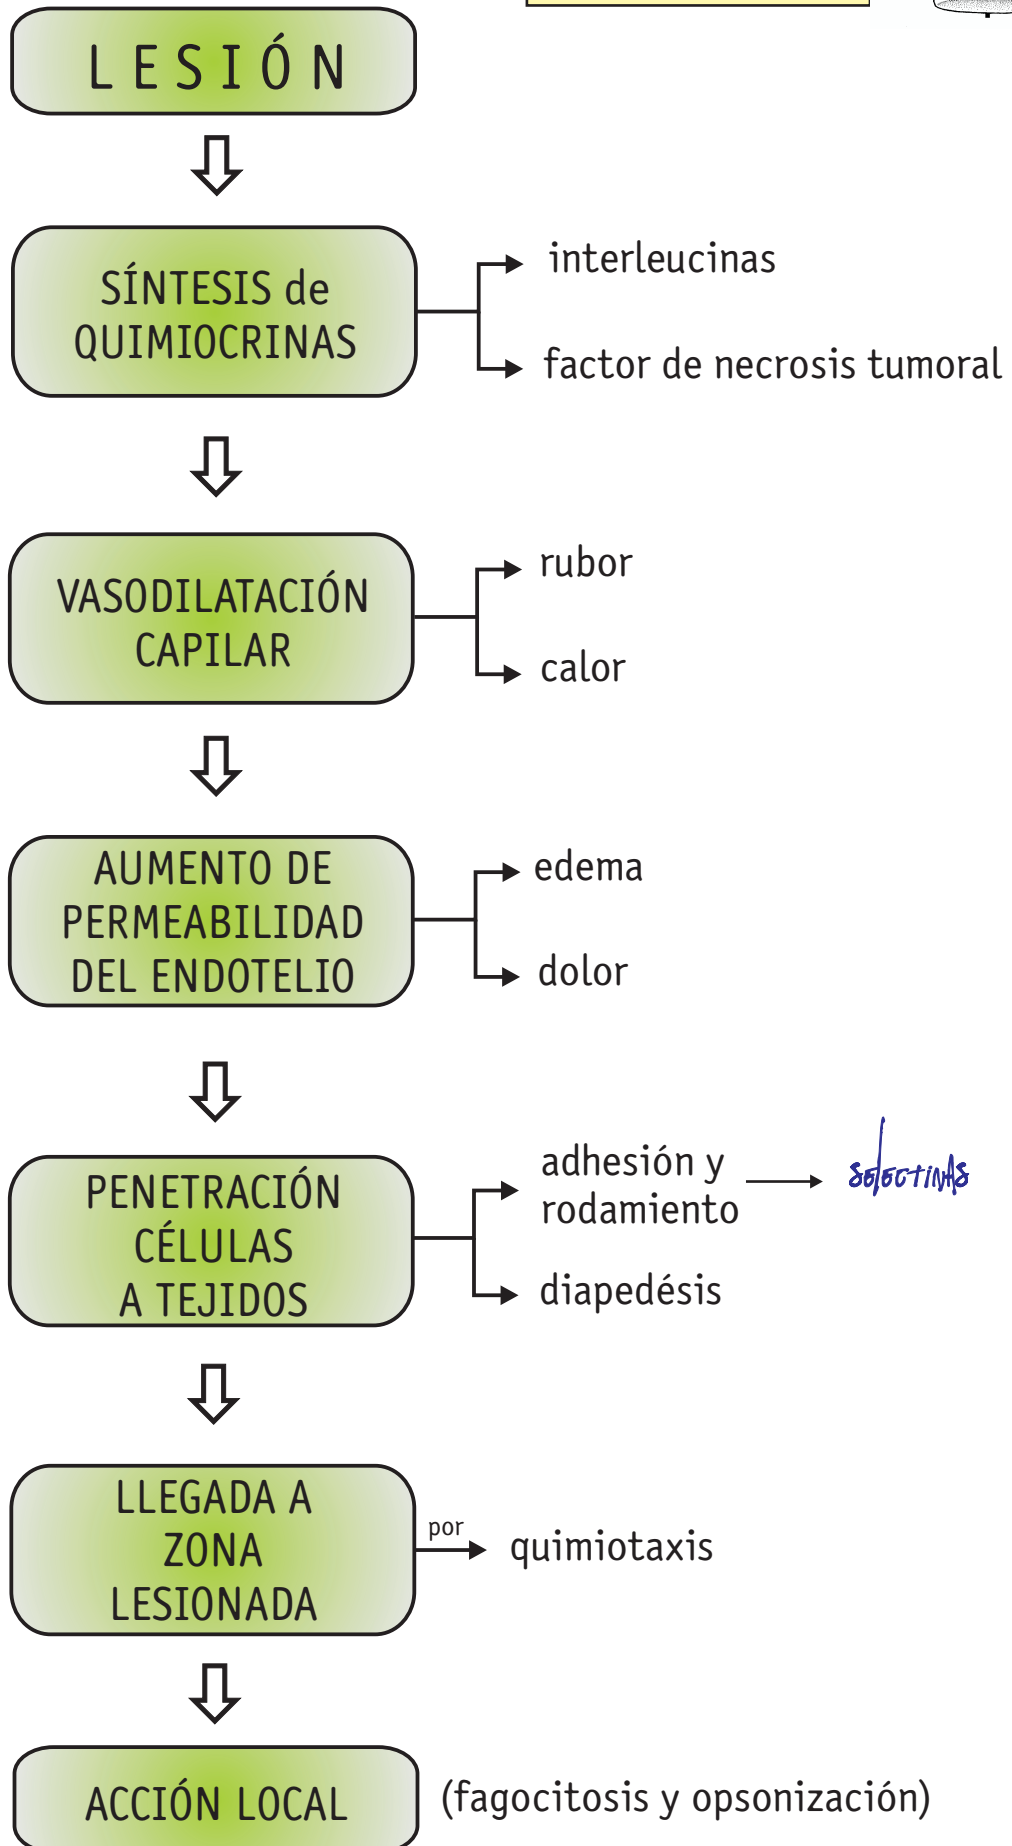 LESIÓN
SÍNTESIS de
QUIMIOCRINAS
interleucinas
factor de necrosis tumoral
VASODILATACIÓN
CAPILAR
rubor
calor
AUMENTO DE
PERMEABILIDAD
DEL ENDOTELIO
edema
dolor
PENETRACIÓN
CÉLULAS
A TEJIDOS
adhesión y
rodamiento
SELECTINAS
diapedésis
LLEGADA A
ZONA
LESIONADA
por
quimiotaxis
ACCIÓN LOCAL
(fagocitosis y opsonización)